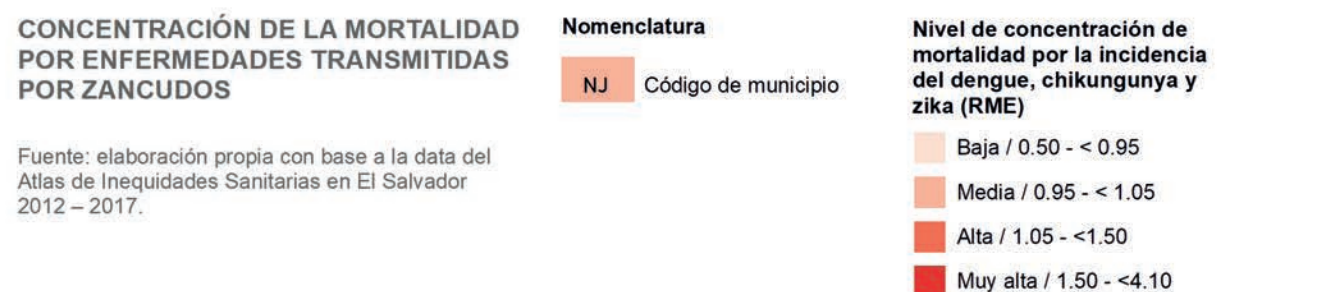 CONCENTRACIÓN DE LA MORTALIDAD
POR ENFERMEDADES TRANSMITIDAS
POR ZANCUDOS
Fuente: elaboración propia con base a la data del
Atlas de Inequidades Sanitarias en El Salvador
2012 – 2017.
Nomenclatura
NJ Código de municipio
Nivel de concentración de
mortalidad por la incidencia
del dengue, chikungunya y
zika (RME)
Baja / 0.50 - < 0.95
Media / 0.95 - < 1.05
Alta / 1.05 - <1.50
Muy alta / 1.50 - <4.10